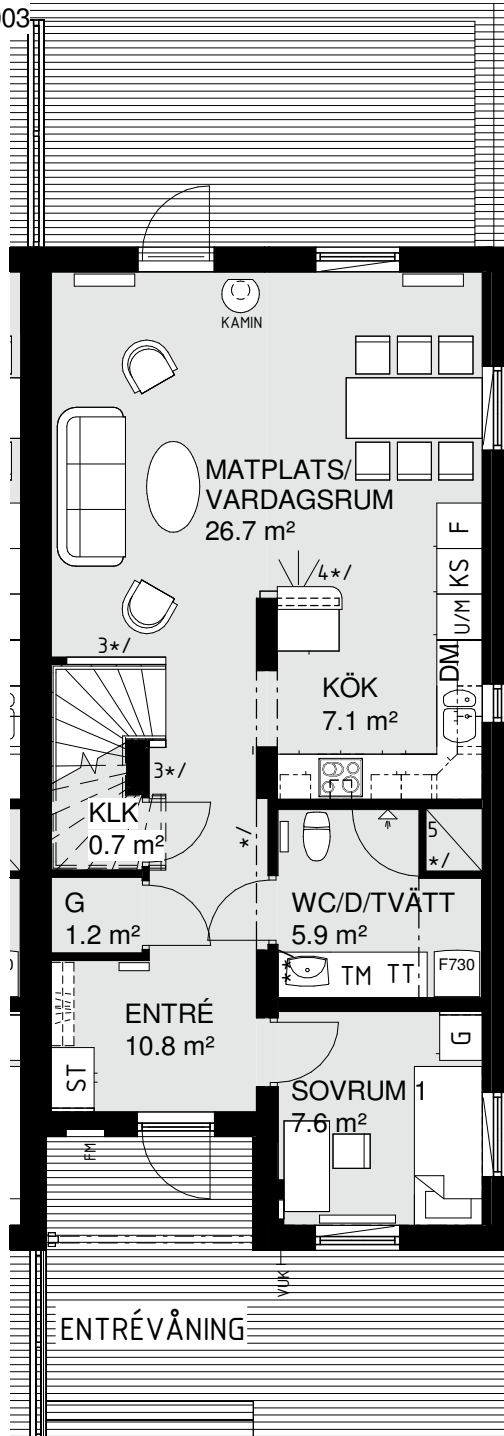 003
KAMIN
MATPLATS/
VARDAGSRUM
26.7 m²
F
KS
U/M
4*/
DM
3*/
KÖK
7.1 m²
3*/
KLK
0.7 m²
*/
5
*/
G
1.2 m²
WC/D/TVÄTT
5.9 m²
**
TM TT
F730
ENTRÉ
10.8 m²
ST
G
SOVRUM 1
7.6 m²
FM
VUK
ENTRÉVÅNING